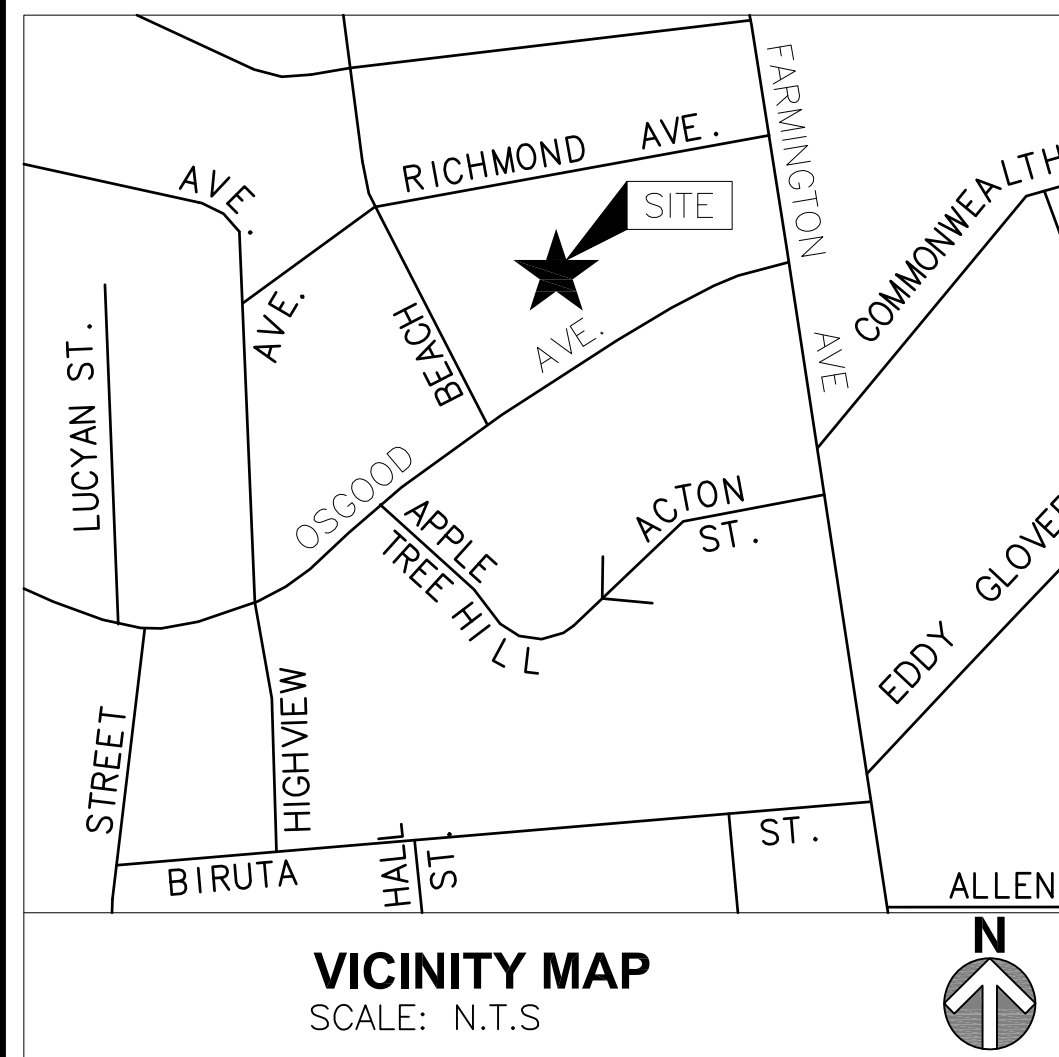 FARMINGTON
AVE
RICHMOND AVE.
SITE
COMMONWEALTH
AVE.
AVE.
BEACH
OSGOOD AVE.
LUCYAN ST.
APPLE
TREE HILL
ACTON
ST.
EDDY GLOVER
STREET
HIGHVIEW
BIRUTA ST.
HALL
ST.
ALLEN
VICINITY MAP
SCALE: N.T.S
N